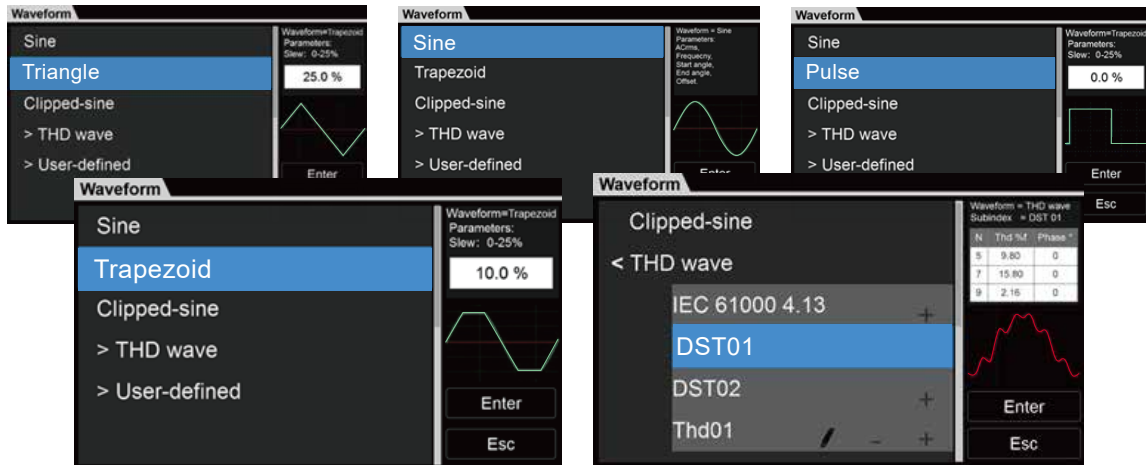 Waveform
Sine
Triangle
Clipped-sine
> THD wave
> User-defined
Waveform=Trapezoid
Parameters:
Slew: 0-25%
25.0 %
Enter
Waveform
Sine
Trapezoid
Clipped-sine
> THD wave
> User-defined
Waveform = Sine
Parameters:
ACrms,
Frequecny,
Start angle,
End angle,
Offset.
Enter
Waveform
Sine
Pulse
Clipped-sine
> THD wave
> User-defined
Waveform=Trapezoid
Parameters:
Slew: 0-25%
0.0 %
Enter
Esc
Waveform
Sine
Trapezoid
Clipped-sine
> THD wave
> User-defined
Waveform=Trapezoid
Parameters:
Slew: 0-25%
10.0 %
Enter
Esc
Waveform
Clipped-sine
< THD wave
IEC 61000 4.13 +
DST01
DST02 +
Thd01 - +
Waveform = THD wave
Subindex = DST 01
N Thd %f Phase °
5 9.80 0
7 15.80 0
9 2.16 0
Enter
Esc